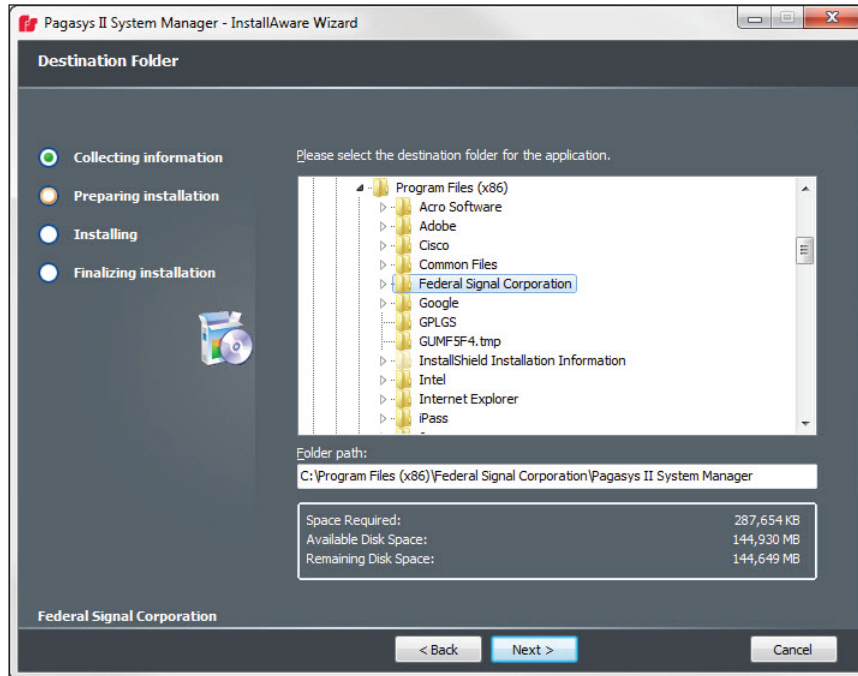 Pagasys II System Manager - InstallAware Wizard
Destination Folder
Collecting information
Preparing installation
Installing
Finalizing installation
Please select the destination folder for the application.
Program Files (x86)
Acro Software
Adobe
Cisco
Common Files
Federal Signal Corporation
Google
GPLGS
GUMF5F4.tmp
InstallShield Installation Information
Intel
Internet Explorer
iPass
Folder path:
C:\Program Files (x86)\Federal Signal Corporation\Pagasys II System Manager
Space Required: 287,654 KB
Available Disk Space: 144,930 MB
Remaining Disk Space: 144,649 MB
Federal Signal Corporation
< Back Next > Cancel